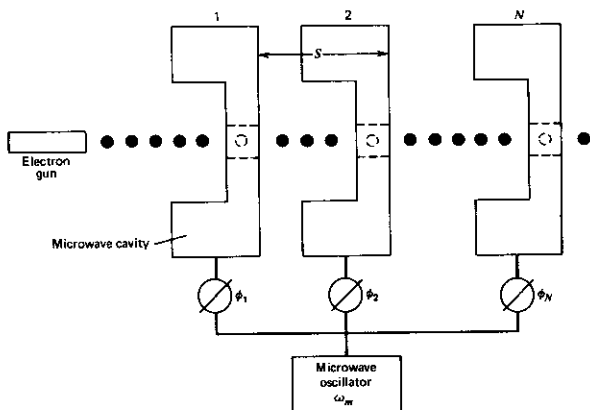 1
2
N
S
Electron
gun
Microwave cavity
ϕ1
ϕ2
ϕN
Microwave
oscillator
ωm